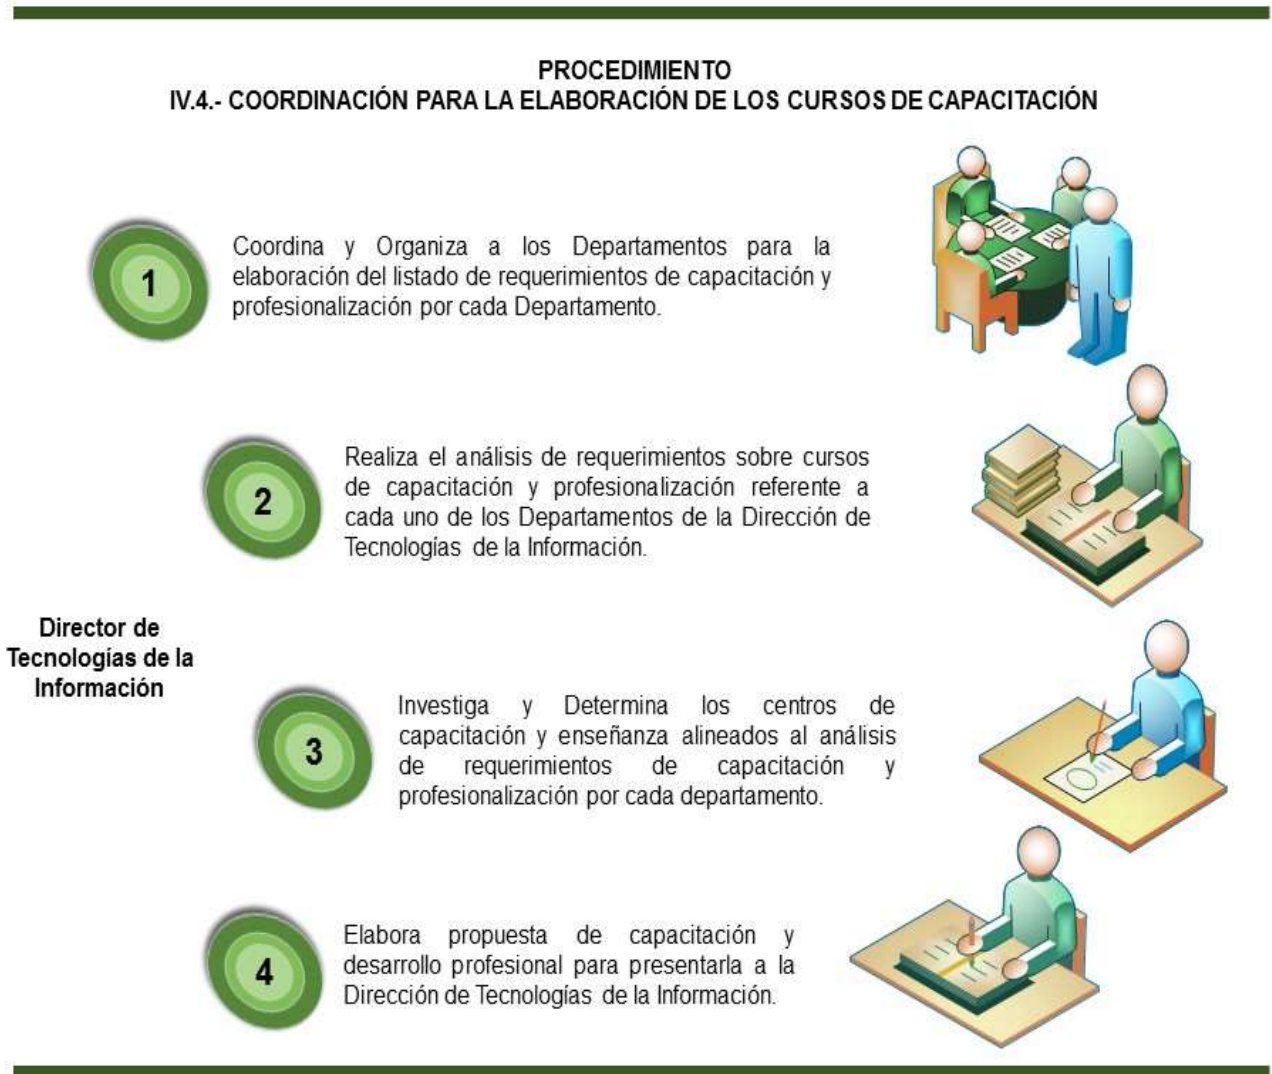 PROCEDIMIENTO
IV.4.- COORDINACIÓN PARA LA ELABORACIÓN DE LOS CURSOS DE CAPACITACIÓN
1
Coordina y Organiza a los Departamentos para la
elaboración del listado de requerimientos de capacitación y
profesionalización por cada Departamento.
2
Realiza el análisis de requerimientos sobre cursos
de capacitación y profesionalización referente a
cada uno de los Departamentos de la Dirección de
Tecnologías de la Información.
Director de
Tecnologías de la
Información
3
Investiga y Determina los centros de
capacitación y enseñanza alineados al análisis
de requerimientos de capacitación y
profesionalización por cada departamento.
4
Elabora propuesta de capacitación y
desarrollo profesional para presentarla a la
Dirección de Tecnologías de la Información.